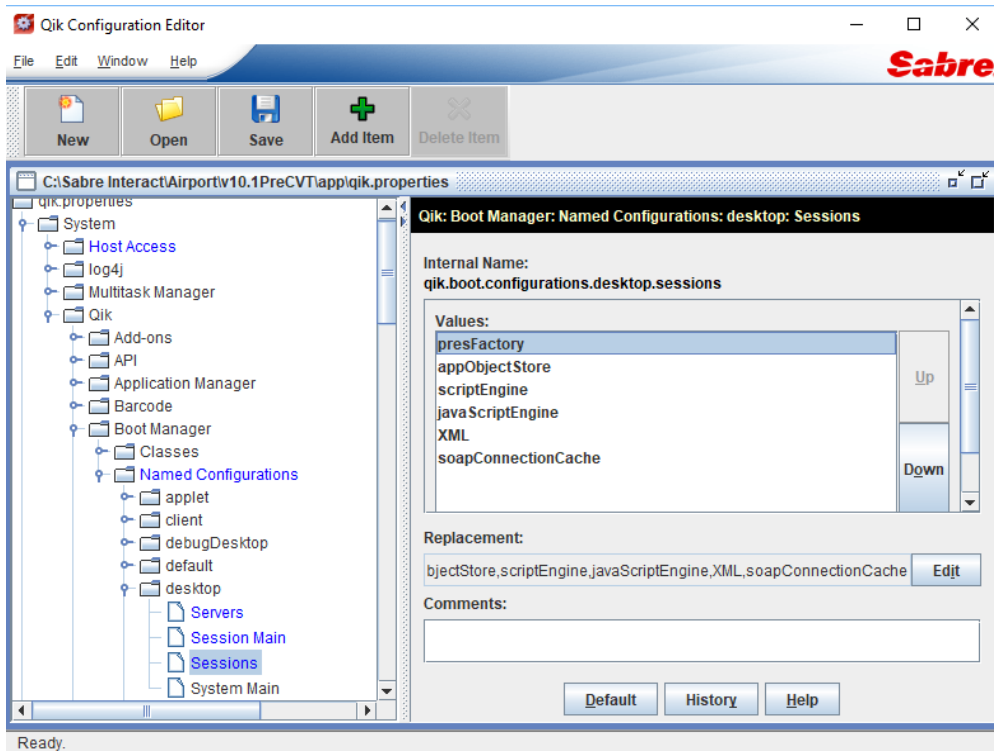 Qik Configuration Editor
File Edit Window Help
Sabre
New Open Save Add Item Delete Item
C:\Sabre Interact\Airport\v10.1PreCVT\app\qik.properties
qik.properties
System
Host Access
log4j
Multitask Manager
Qik
Add-ons
API
Application Manager
Barcode
Boot Manager
Classes
Named Configurations
applet
client
debugDesktop
default
desktop
Servers
Session Main
Sessions
System Main
Qik: Boot Manager: Named Configurations: desktop: Sessions
Internal Name:
qik.boot.configurations.desktop.sessions
Values:
presFactory
appObjectStore
scriptEngine
javaScriptEngine
XML
soapConnectionCache
Up
Down
Replacement:
bjectStore,scriptEngine,javaScriptEngine,XML,soapConnectionCache Edit
Comments:
Default History Help
Ready.